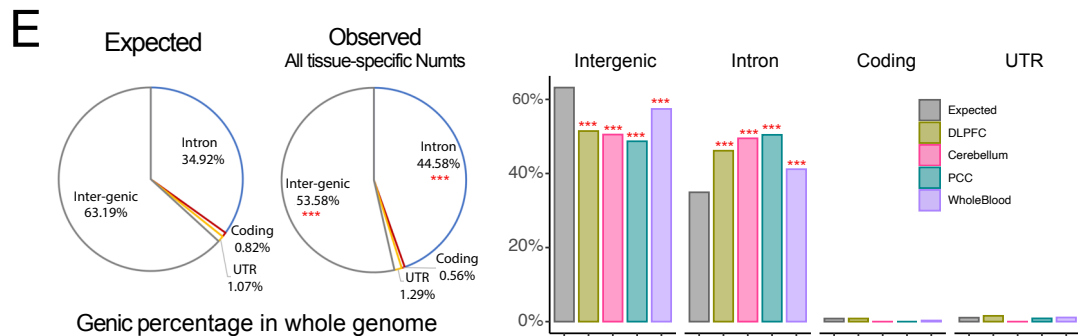 E
Expected
Observed
All tissue-specific Numts
Intron
34.92%
Inter-genic
63.19%
Coding
0.82%
UTR
1.07%
Intron
44.58%
***
Inter-genic
53.58%
***
Coding
0.56%
UTR
1.29%
Genic percentage in whole genome
Intergenic
Intron
Coding
UTR
60%
40%
20%
0%
*** *** *** ***
*** *** *** ***
Expected
DLPFC
Cerebellum
PCC
WholeBlood